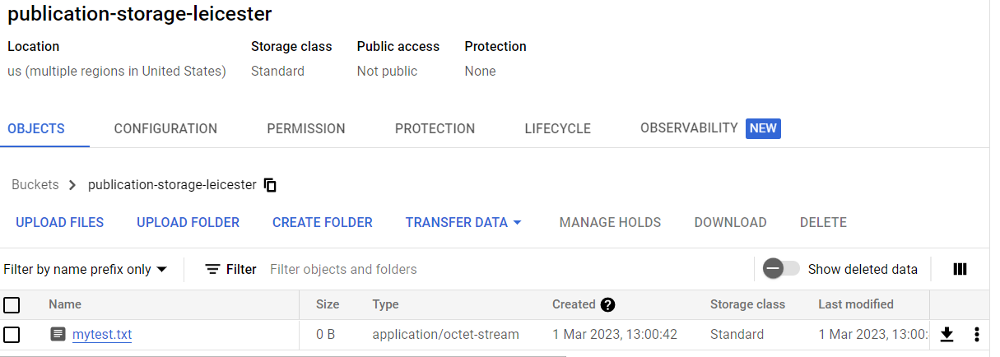 publication-storage-leicester
Location Storage class Public access Protection
us (multiple regions in United States) Standard Not public None
OBJECTS CONFIGURATION PERMISSION PROTECTION LIFECYCLE OBSERVABILITY NEW
Buckets publication-storage-leicester
UPLOAD FILES UPLOAD FOLDER CREATE FOLDER TRANSFER DATA MANAGE HOLDS DOWNLOAD DELETE
Filter by name prefix only Filter Filter objects and folders Show deleted data
Name Size Type Created Storage class Last modified
mytest.txt 0 B application/octet-stream 1 Mar 2023, 13:00:42 Standard 1 Mar 2023, 13:00: